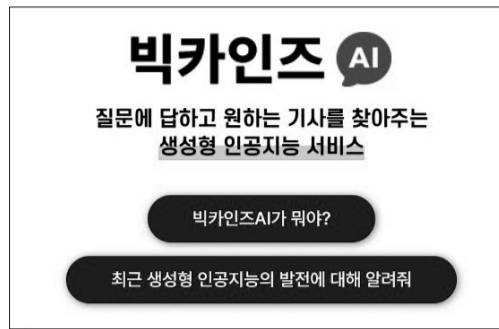 빅카인즈 AI
질문에 답하고 원하는 기사를 찾아주는
생성형 인공지능 서비스
빅카인즈AI가 뭐야?
최근 생성형 인공지능의 발전에 대해 알려줘